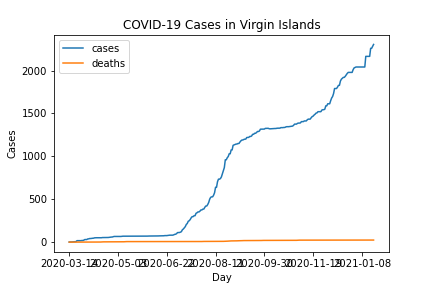 COVID-19 Cases in Virgin Islands
cases
deaths
2000
1500
1000
500
0
Cases
2020-03-14 2020-05-03 2020-06-22 2020-08-11 2020-09-30 2020-11-19 2021-01-08
Day